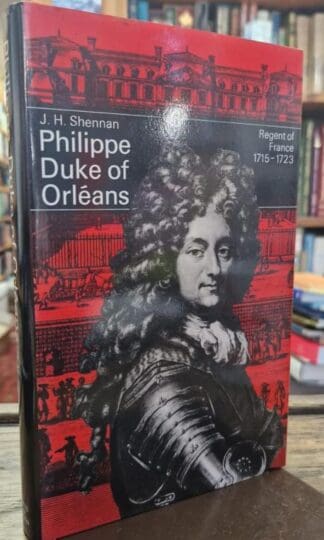 J. H. Shennan
Philippe
Duke of
Orléans
Regent of
France
1715-1723